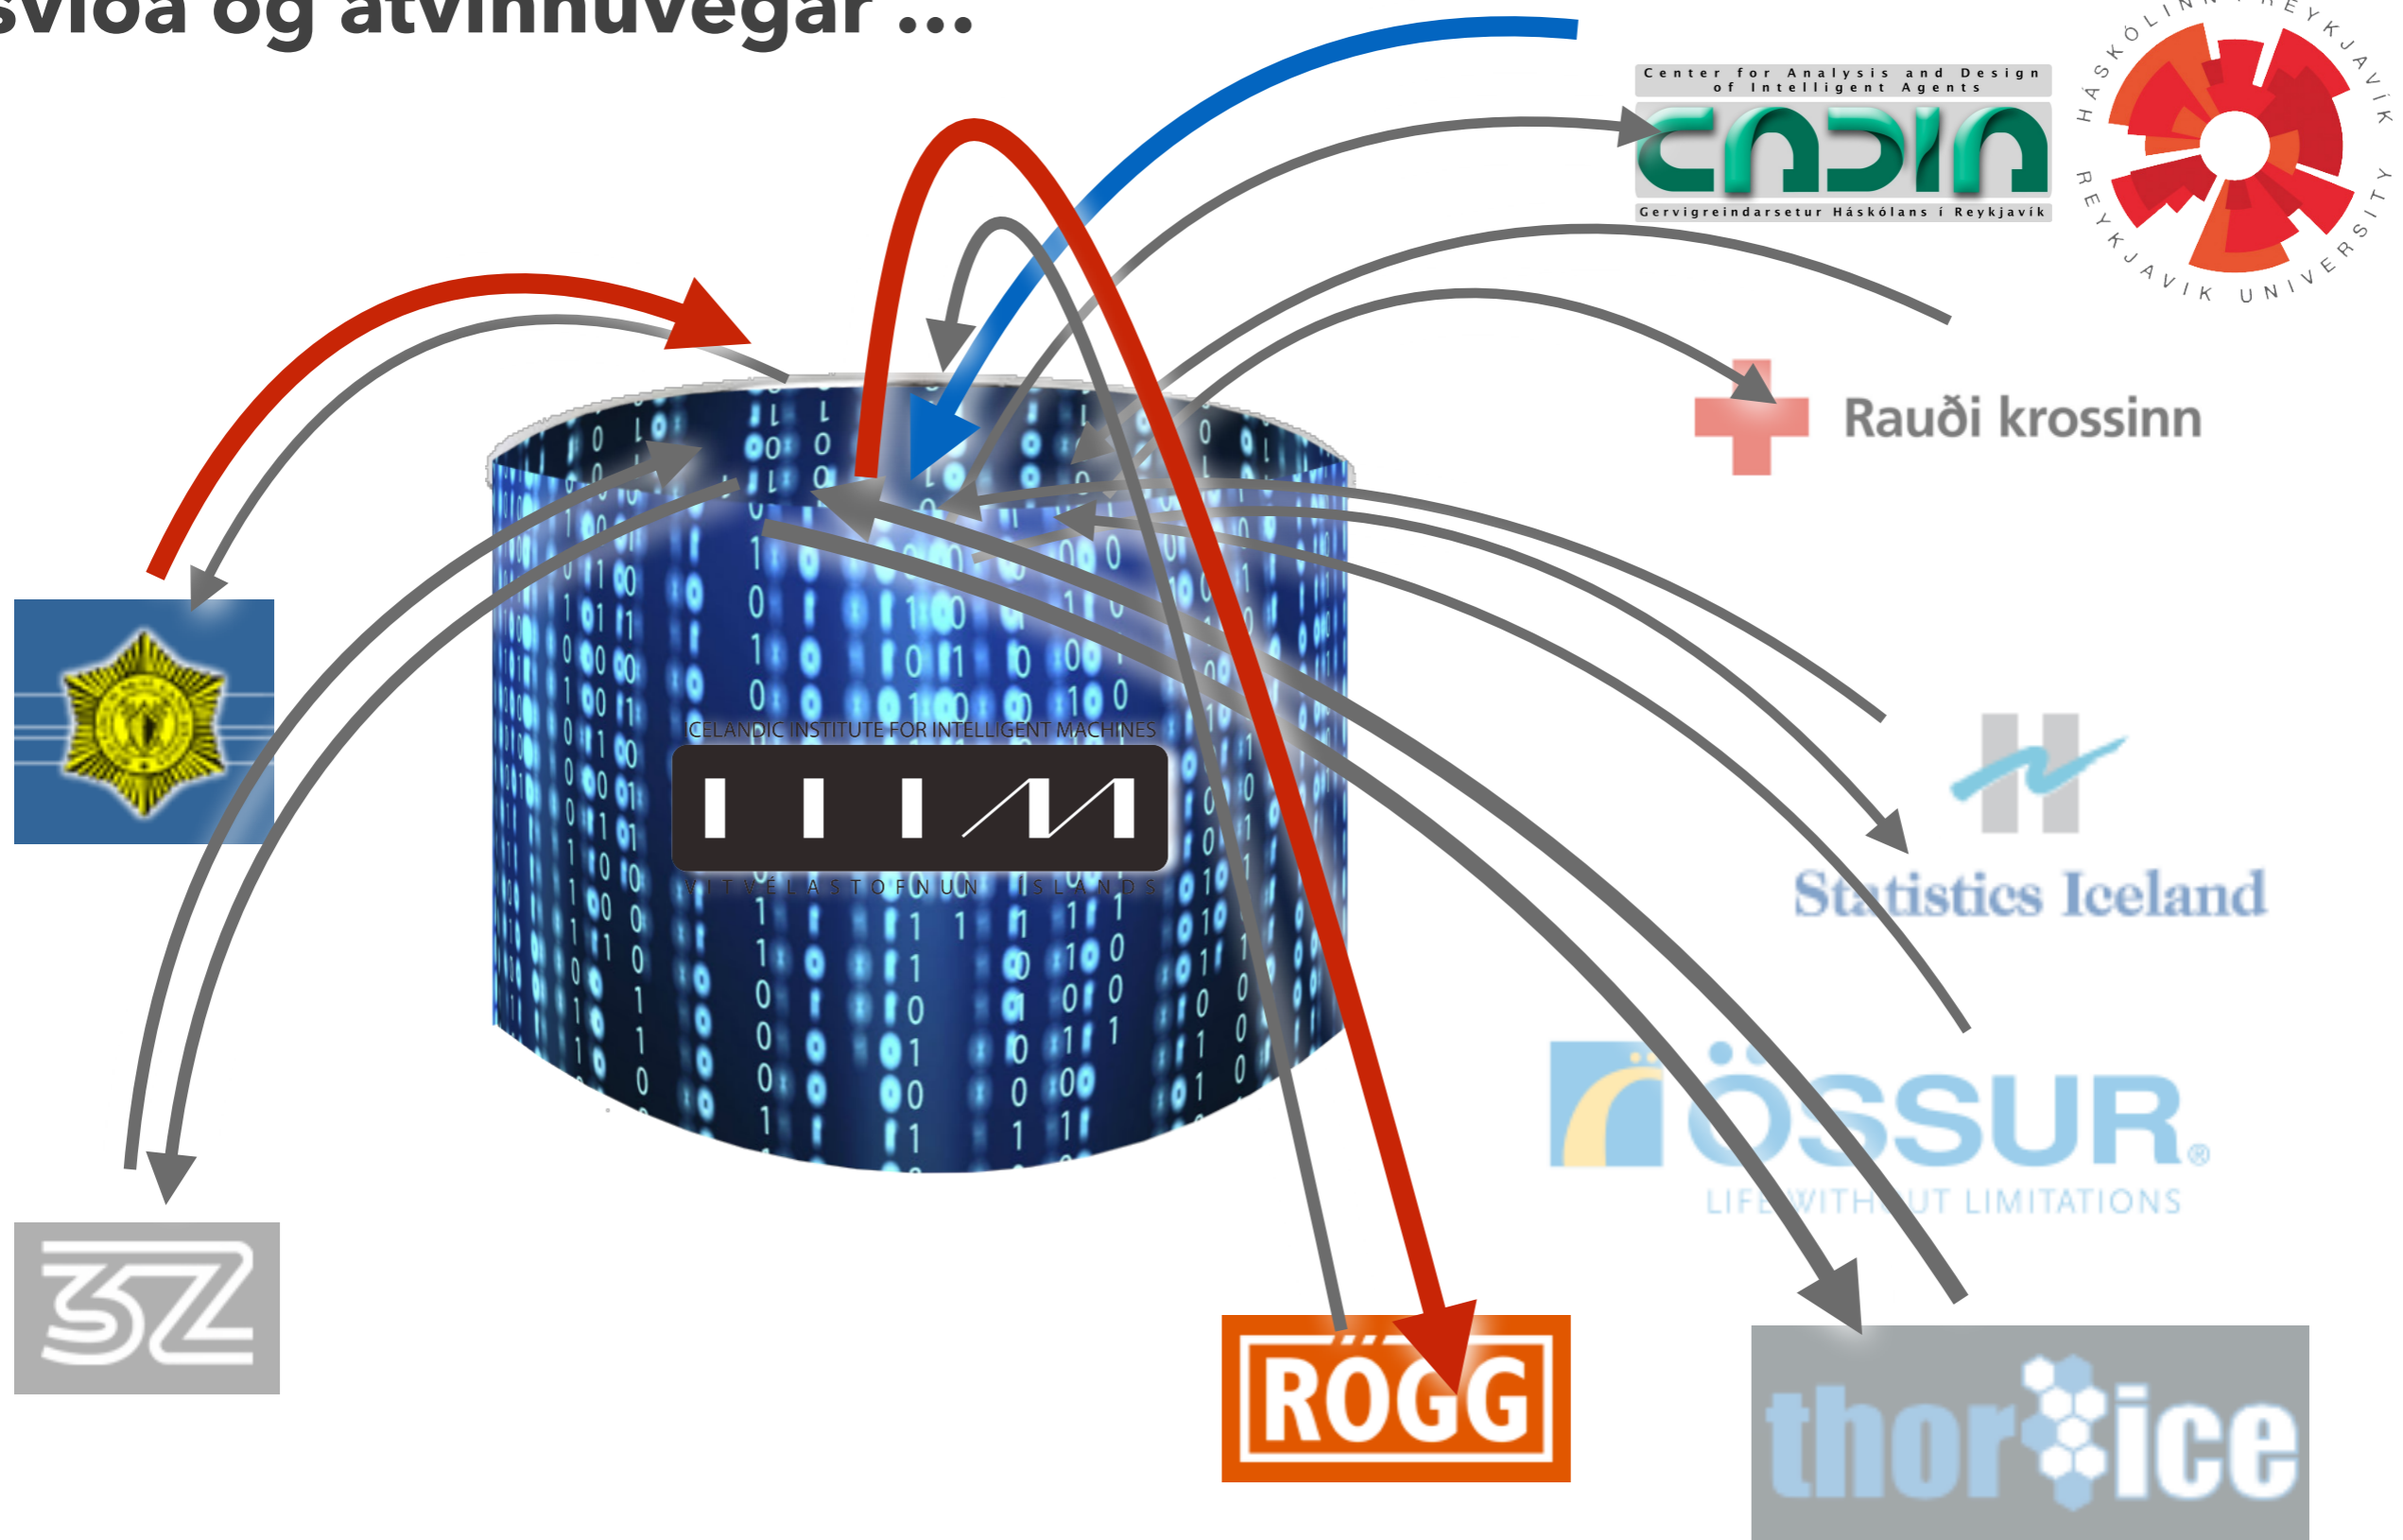 sviða og atvinnuvegar ...
Center for Analysis and Design
of Intelligent Agents
CADIA
Gervigreindarsetur Háskólans í Reykjavík
HÁSKÓLINN Í REYKJAVÍK
REYKJAVIK UNIVERSITY
Rauði krossinn
ICELANDIC INSTITUTE FOR INTELLIGENT MACHINES
IIIM
VITVÉLASTOFNUN ÍSLANDS
Statistics Iceland
ÖSSUR®
LIFE WITHOUT LIMITATIONS
3Z
RÖGG
thor ice